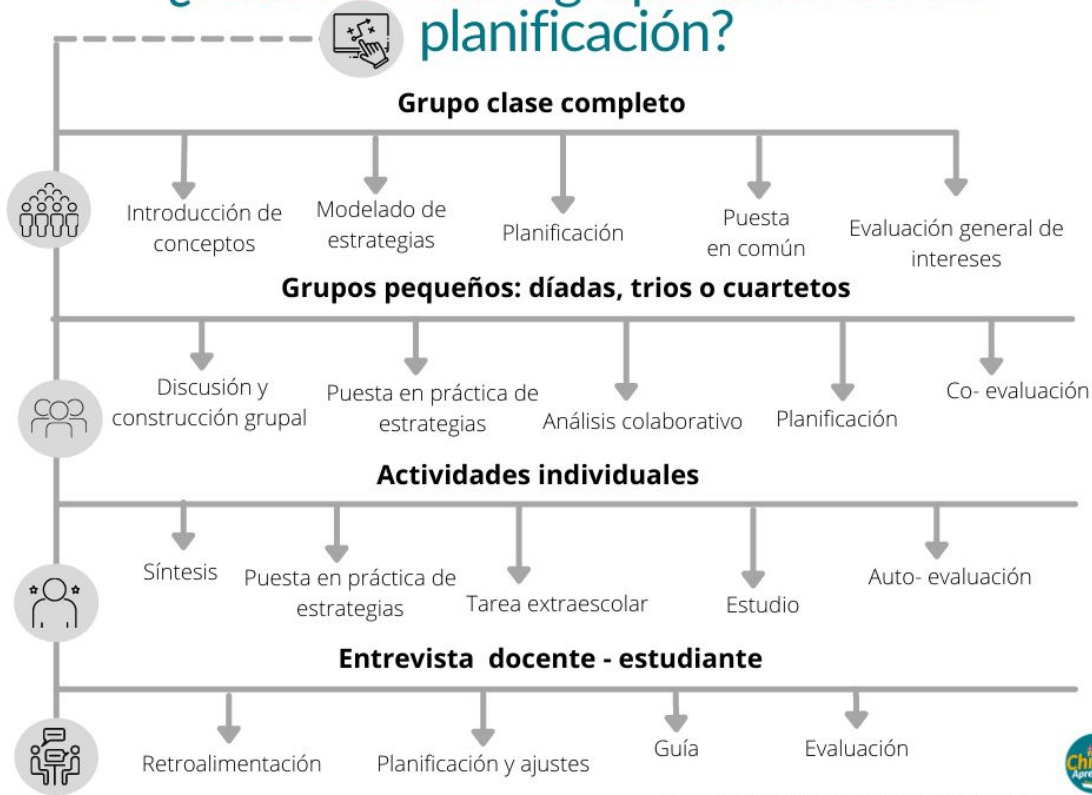 planificación?
Grupo clase completo
Introducción de
conceptos
Modelado de
estrategias
Planificación
Puesta
en común
Evaluación general de
intereses
Grupos pequeños: díadas, trios o cuartetos
Discusión y
construcción grupal
Puesta en práctica de
estrategias
Análisis colaborativo
Planificación
Co- evaluación
Actividades individuales
Síntesis
Puesta en práctica de
estrategias
Tarea extraescolar
Estudio
Auto- evaluación
Entrevista docente - estudiante
Retroalimentación
Planificación y ajustes
Guía
Evaluación